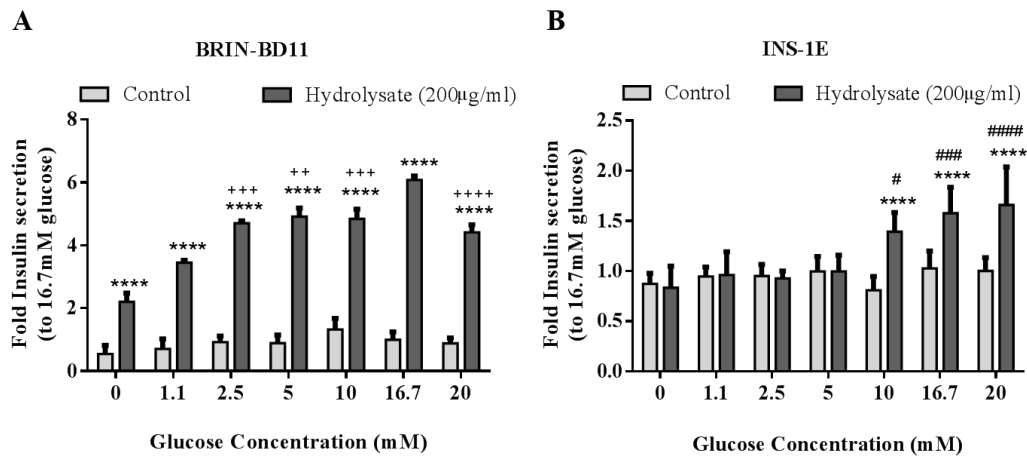 A
BRIN-BD11
Control
Hydrolysate (200µg/ml)
Fold Insulin secretion
(to 16.7mM glucose)
8
6
4
2
0
****
****
+++
****
++
****
+++
****
****
++++
****
0 1.1 2.5 5 10 16.7 20
Glucose Concentration (mM)
B
INS-1E
Control
Hydrolysate (200µg/ml)
Fold Insulin secretion
(to 16.7mM glucose)
2.5
2.0
1.5
1.0
0.5
0.0
#
****
###
****
####
****
0 1.1 2.5 5 10 16.7 20
Glucose Concentration (mM)